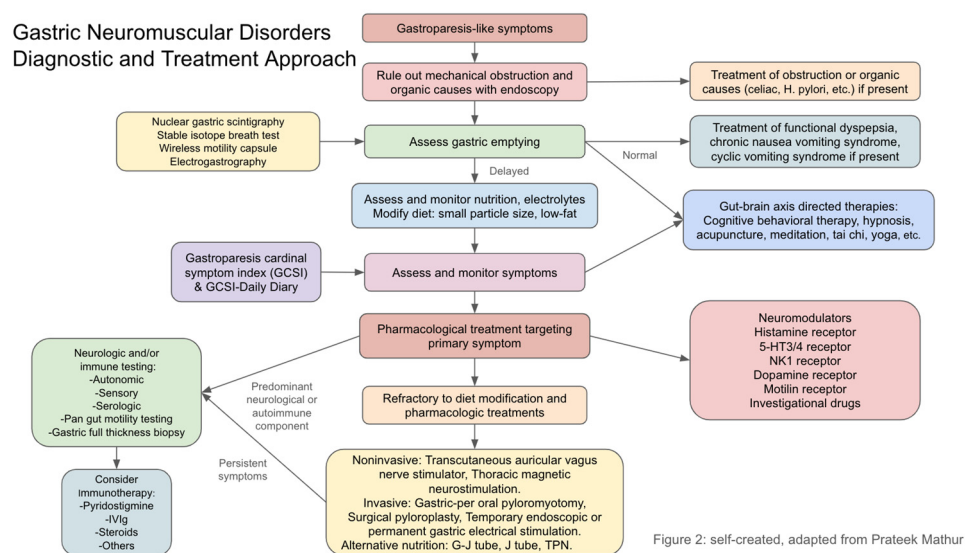 Gastric Neuromuscular Disorders
Diagnostic and Treatment Approach
Gastroparesis-like symptoms
Rule out mechanical obstruction and
organic causes with endoscopy
Treatment of obstruction or organic
causes (celiac, H. pylori, etc.) if present
Nuclear gastric scintigraphy
Stable isotope breath test
Wireless motility capsule
Electrogastrography
Assess gastric emptying
Normal
Treatment of functional dyspepsia,
chronic nausea vomiting syndrome,
cyclic vomiting syndrome if present
Delayed
Assess and monitor nutrition, electrolytes
Modify diet: small particle size, low-fat
Gut-brain axis directed therapies:
Cognitive behavioral therapy, hypnosis,
acupuncture, meditation, tai chi, yoga, etc.
Gastroparesis cardinal
symptom index (GCSI)
& GCSI-Daily Diary
Assess and monitor symptoms
Pharmacological treatment targeting
primary symptom
Neuromodulators
Histamine receptor
5-HT3/4 receptor
NK1 receptor
Dopamine receptor
Motilin receptor
Investigational drugs
Neurologic and/or
immune testing:
-Autonomic
-Sensory
-Serologic
-Pan gut motility testing
-Gastric full thickness biopsy
Predominant
neurological or
autoimmune
component
Refractory to diet modification and
pharmacologic treatments
Persistent
symptoms
Noninvasive: Transcutaneous auricular vagus
nerve stimulator, Thoracic magnetic
neurostimulation.
Invasive: Gastric-per oral pyloromyotomy,
Surgical pyloroplasty, Temporary endoscopic or
permanent gastric electrical stimulation.
Alternative nutrition: G-J tube, J tube, TPN.
Consider
Immunotherapy:
-Pyridostigmine
-IVIg
-Steroids
-Others
Figure 2: self-created, adapted from Prateek Mathur